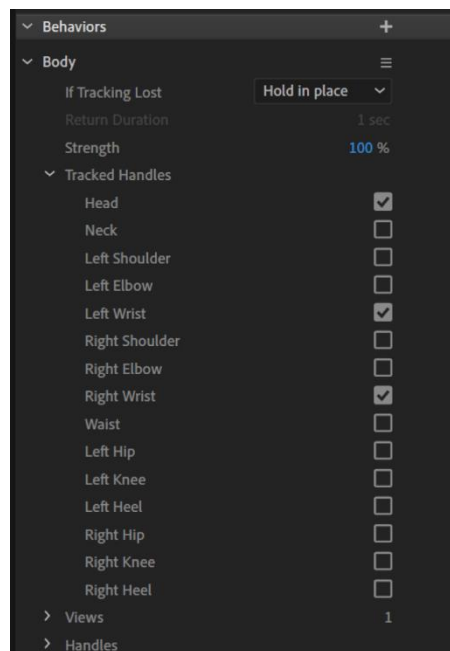 Behaviors +
Body
If Tracking Lost Hold in place
Return Duration 1 sec
Strength 100 %
Tracked Handles
Head
Neck
Left Shoulder
Left Elbow
Left Wrist
Right Shoulder
Right Elbow
Right Wrist
Waist
Left Hip
Left Knee
Left Heel
Right Hip
Right Knee
Right Heel
Views 1
Handles